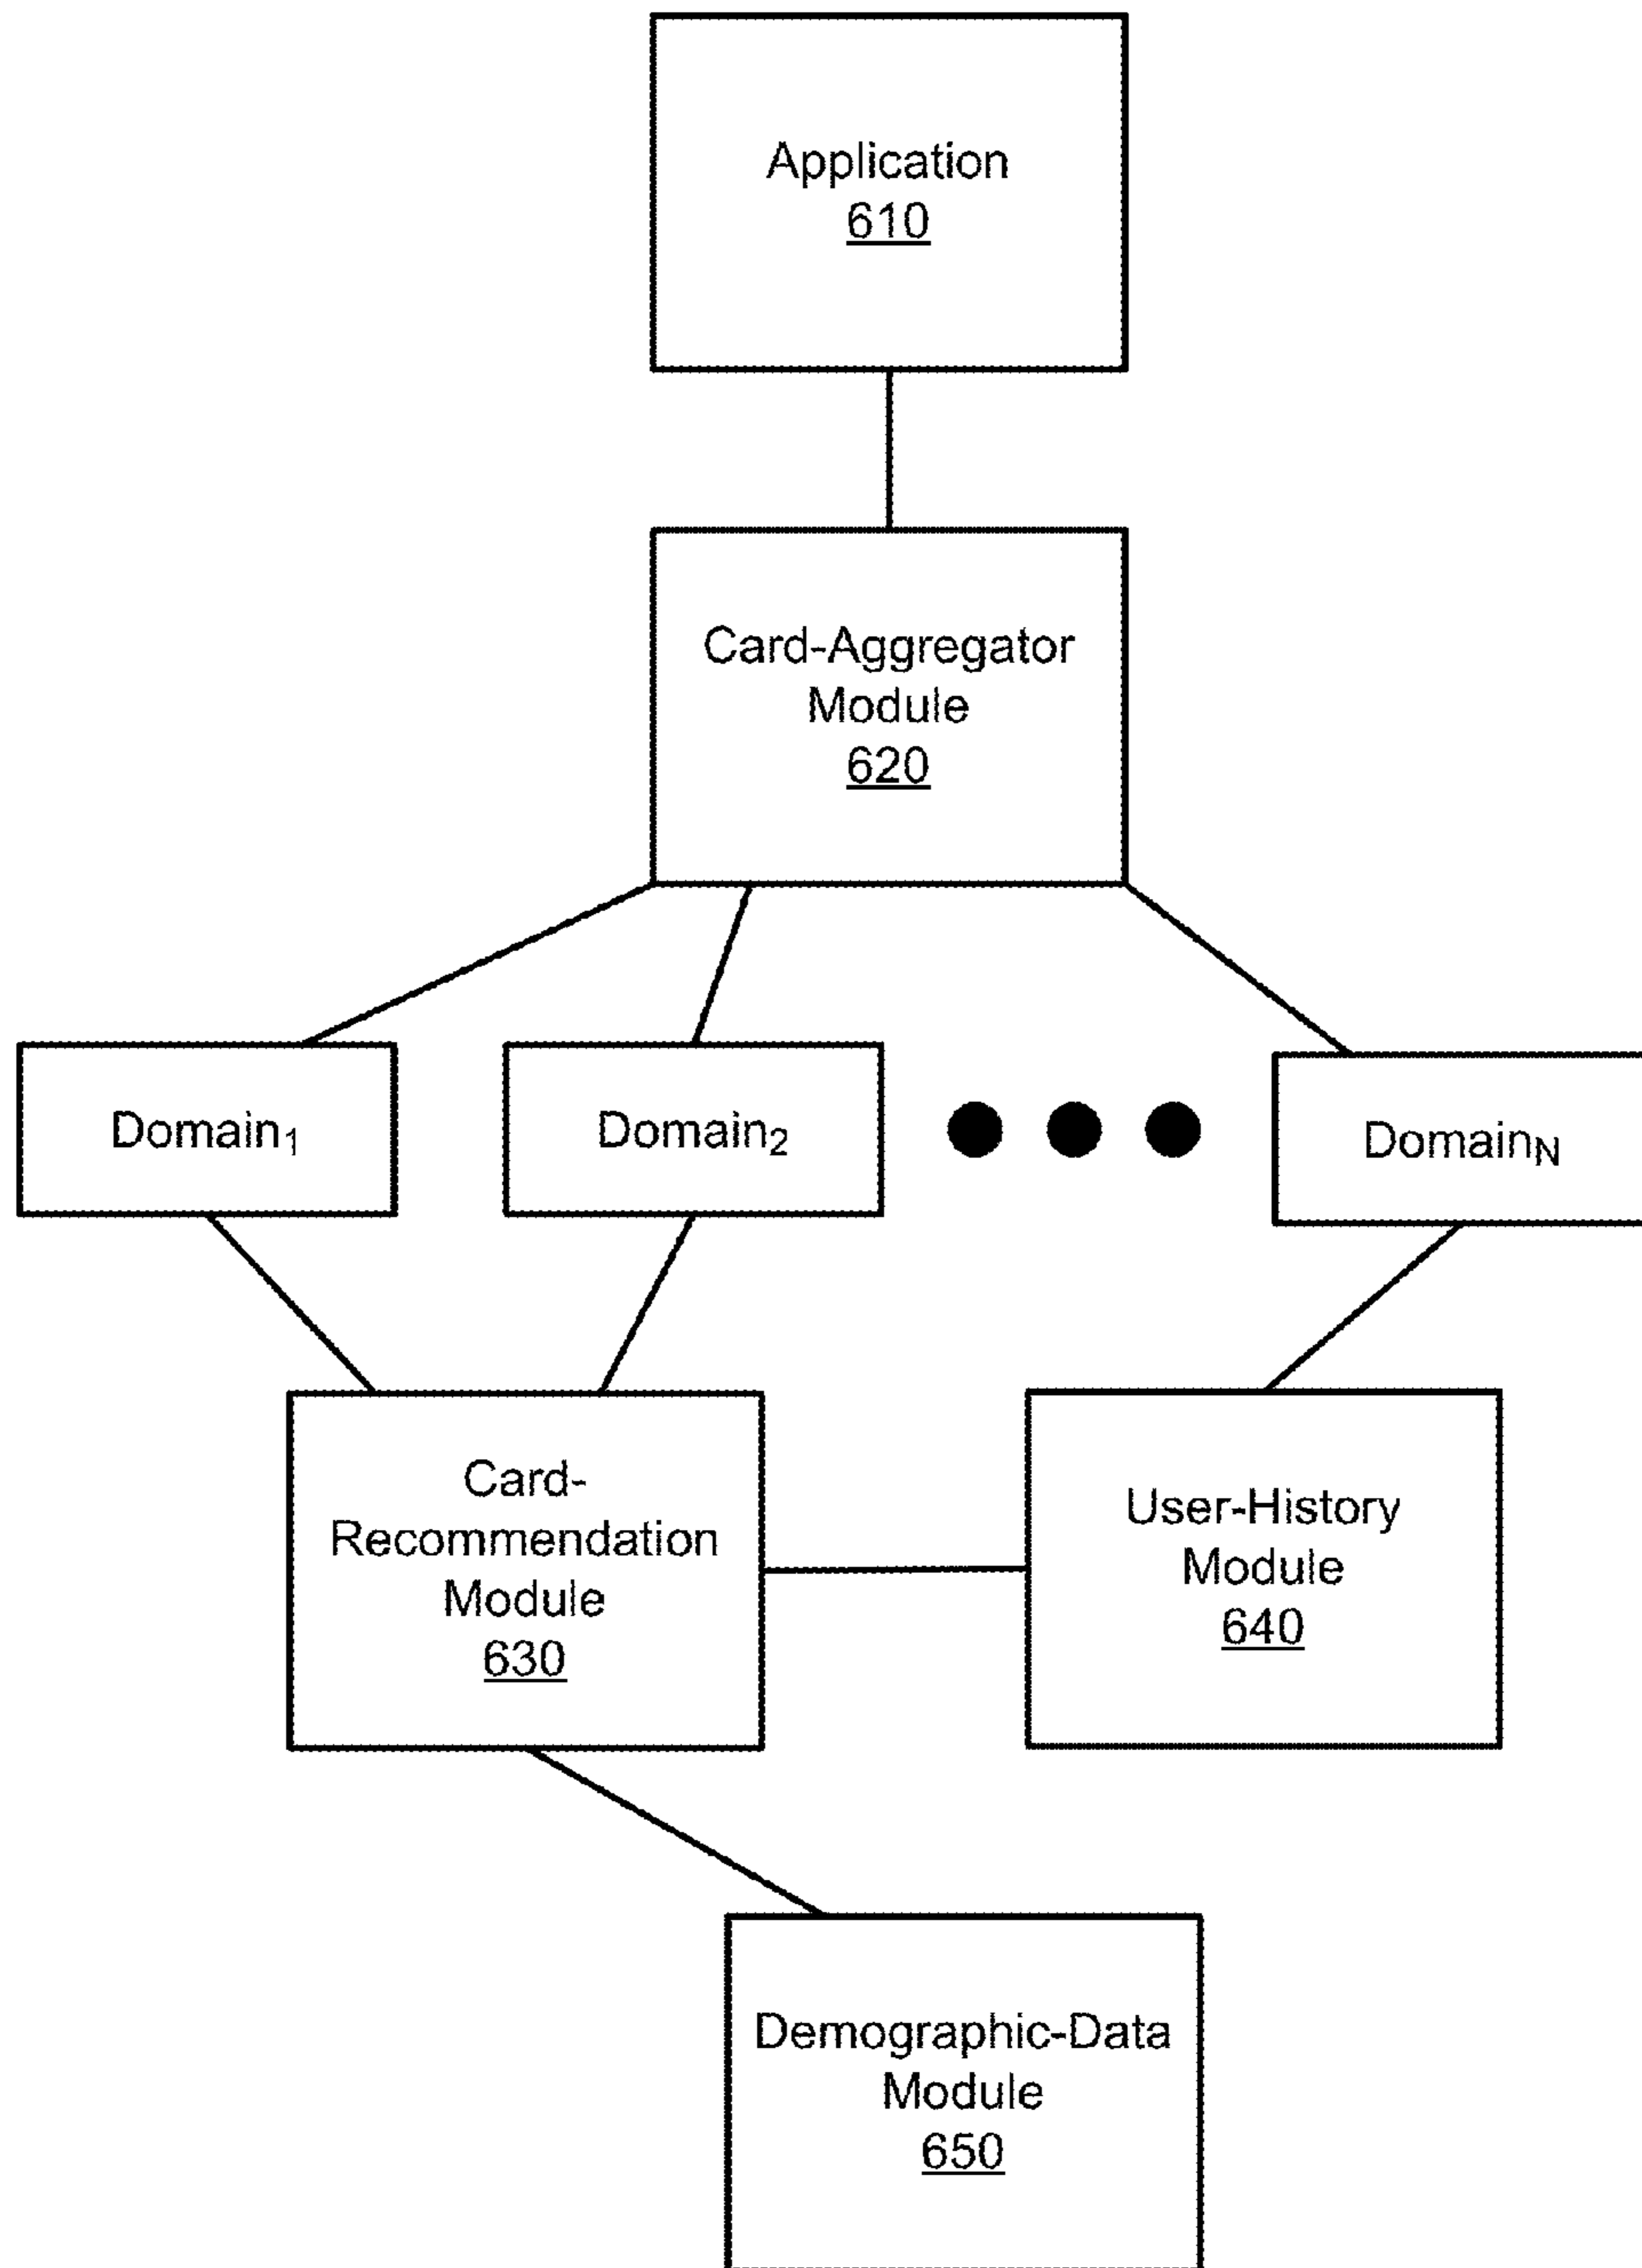 Application
610
Card-Aggregator
Module
620
Domain₁
Domain₂
Domain_N
Card-
Recommendation
Module
630
User-History
Module
640
Demographic-Data
Module
650